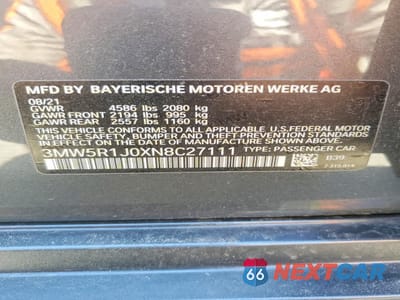 MFD BY BAYERISCHE MOTOREN WERKE AG
08/21
GVWR 4586 lbs 2080 kg
GAWR FRONT 2194 lbs 995 kg
GAWR REAR 2557 lbs 1160 kg
THIS VEHICLE CONFORMS TO ALL APPLICABLE U.S. FEDERAL MOTOR
VEHICLE SAFETY, BUMPER, AND THEFT PREVENTION STANDARDS
IN EFFECT ON THE DATE OF MANUFACTURE SHOWN ABOVE.
3MW5R1J0XN8C27111 TYPE: PASSENGER CAR
B39
66 NEXTCAR